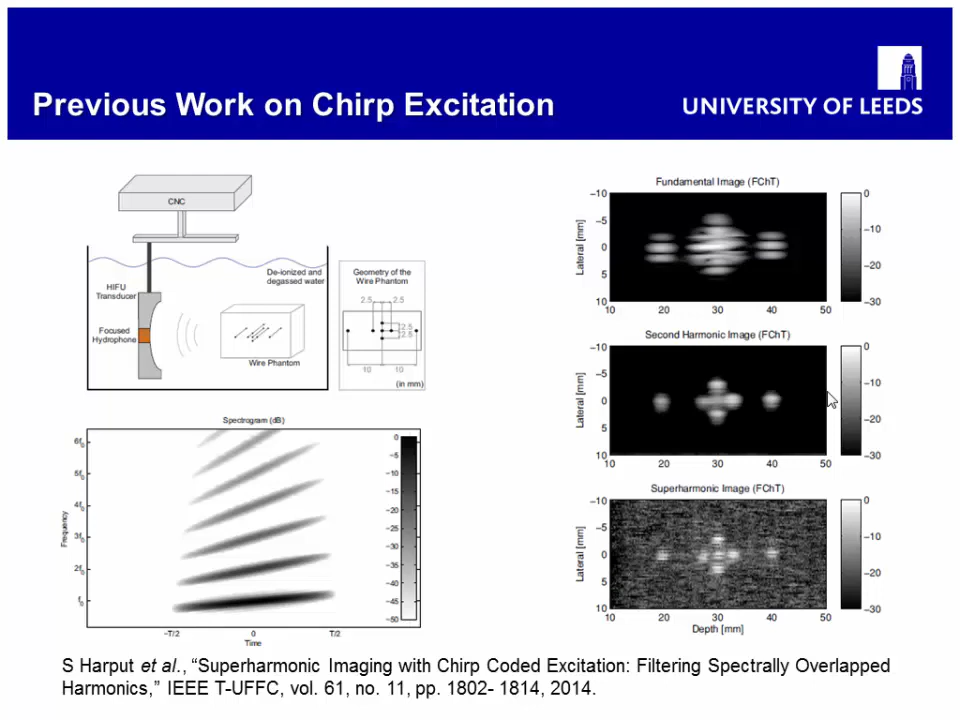 Previous Work on Chirp Excitation
UNIVERSITY OF LEEDS
CNC
De-ionized and
degassed water
HIFU
Transducer
Focused
Hydrophone
Wire Phantom
Geometry of the
Wire Phantom
2.5 2.5
2.5
2.5
10 10
(in mm)
Spectrogram (dB)
6f0
5f0
4f0
3f0
2f0
f0
Frequency
-T/2 0 T/2
Time
0
-5
-10
-15
-20
-25
-30
-35
-40
-45
-50
Fundamental Image (FChT)
Lateral [mm]
-10
-5
0
5
10
10 20 30 40 50
0
-10
-20
-30
Second Harmonic Image (FChT)
Lateral [mm]
-10
-5
0
5
10
10 20 30 40 50
0
-10
-20
-30
Superharmonic Image (FChT)
Lateral [mm]
-10
-5
0
5
10
10 20 30 40 50
Depth [mm]
0
-10
-20
-30
S Harput et al., “Superharmonic Imaging with Chirp Coded Excitation: Filtering Spectrally Overlapped
Harmonics,” IEEE T-UFFC, vol. 61, no. 11, pp. 1802- 1814, 2014.